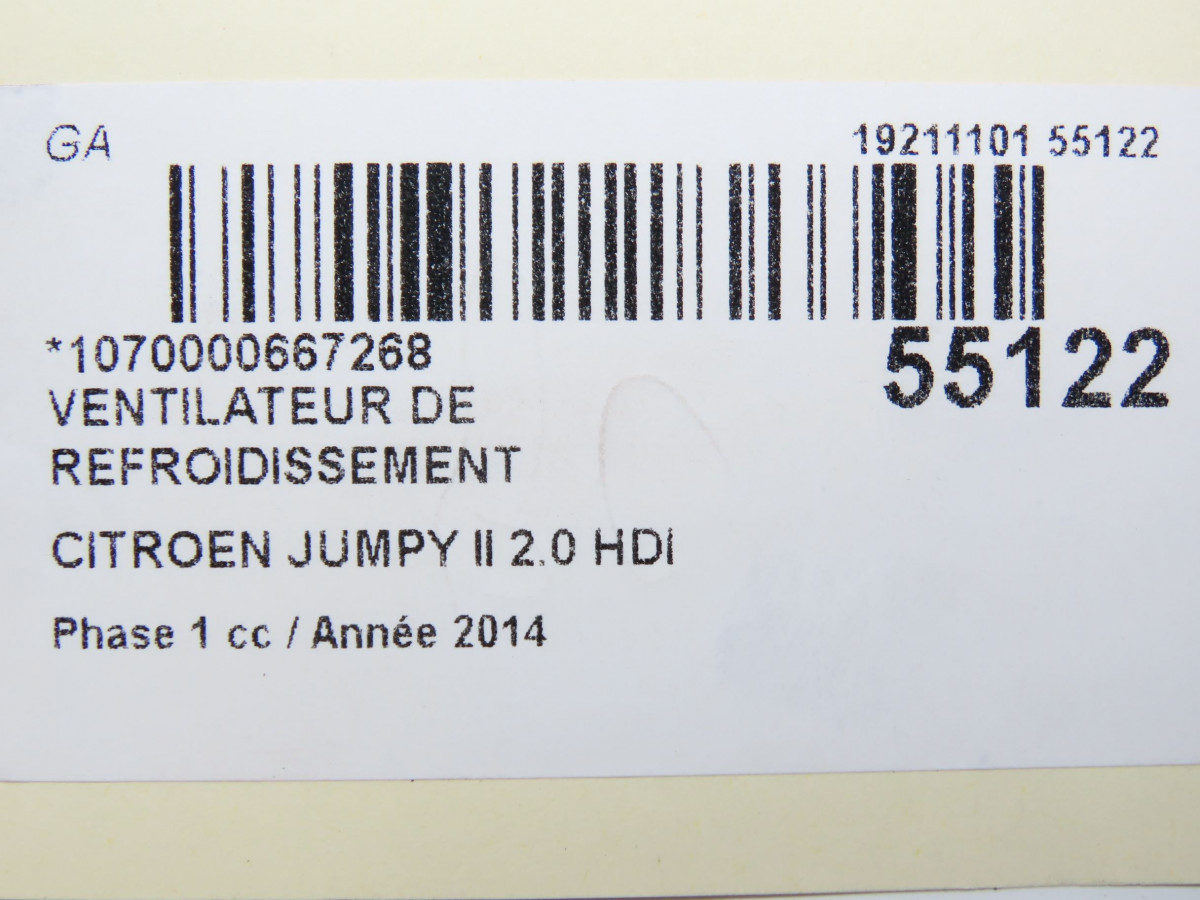 GA
19211101 55122
*1070000667268
55122
VENTILATEUR DE
REFROIDISSEMENT
CITROEN JUMPY II 2.0 HDi
Phase 1 cc / Année 2014